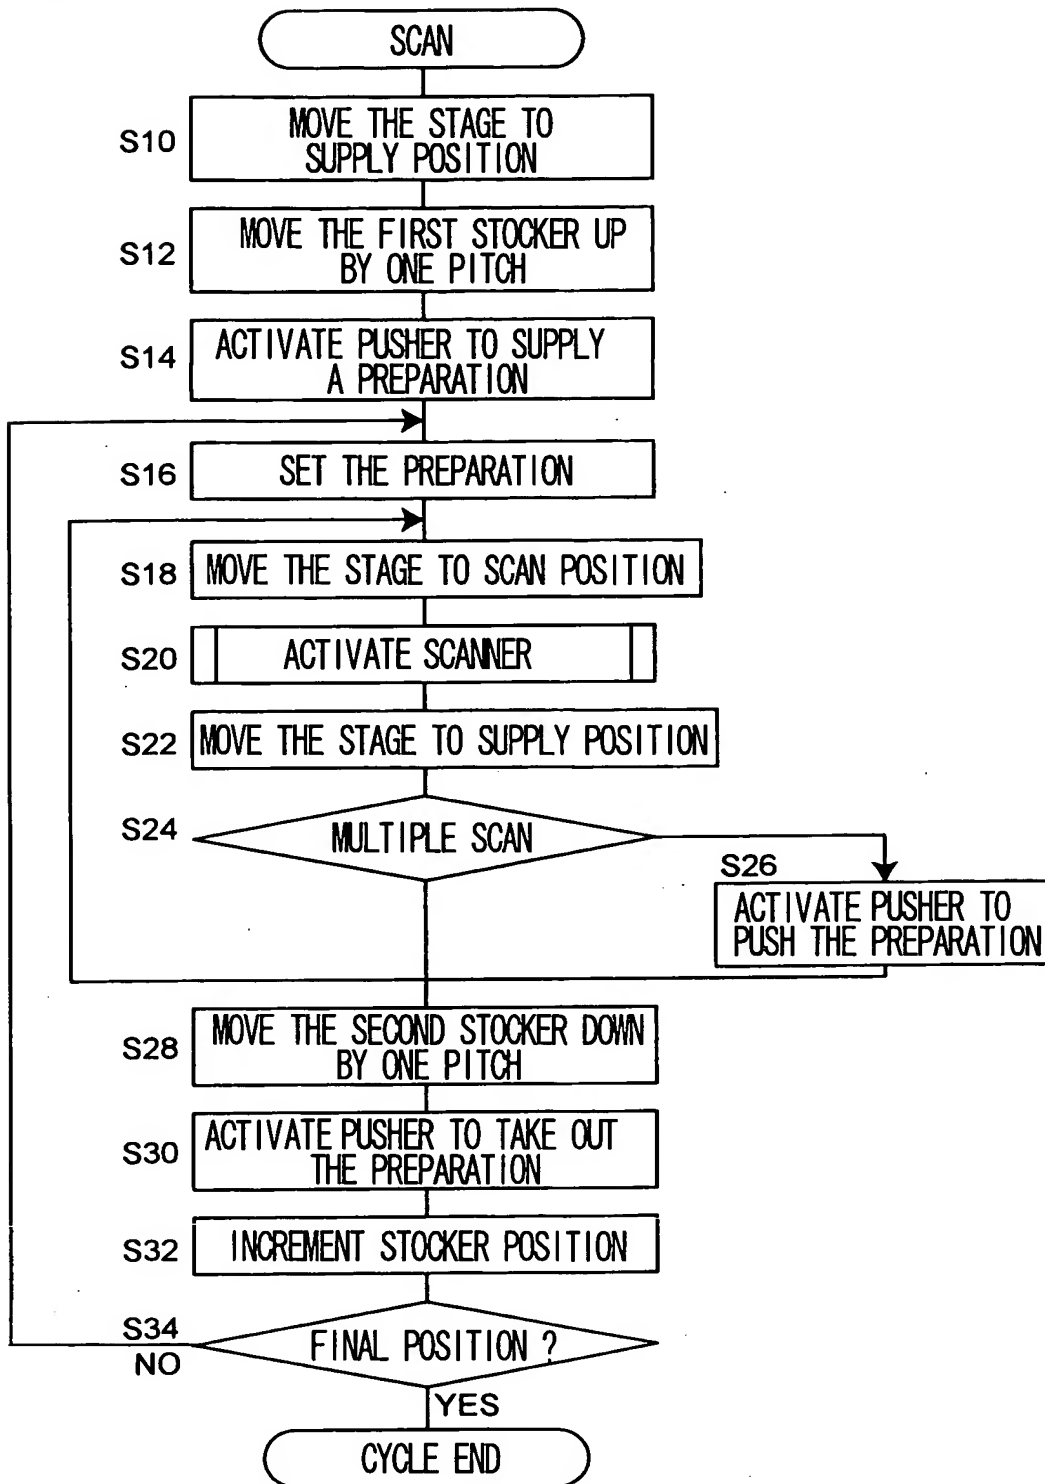 SCAN
S10
MOVE THE STAGE TO
SUPPLY POSITION
S12
MOVE THE FIRST STOCKER UP
BY ONE PITCH
S14
ACTIVATE PUSHER TO SUPPLY
A PREPARATION
S16
SET THE PREPARATION
S18
MOVE THE STAGE TO SCAN POSITION
S20
ACTIVATE SCANNER
S22
MOVE THE STAGE TO SUPPLY POSITION
S24
MULTIPLE SCAN
S26
ACTIVATE PUSHER TO
PUSH THE PREPARATION
S28
MOVE THE SECOND STOCKER DOWN
BY ONE PITCH
S30
ACTIVATE PUSHER TO TAKE OUT
THE PREPARATION
S32
INCREMENT STOCKER POSITION
S34
NO
FINAL POSITION ?
YES
CYCLE END